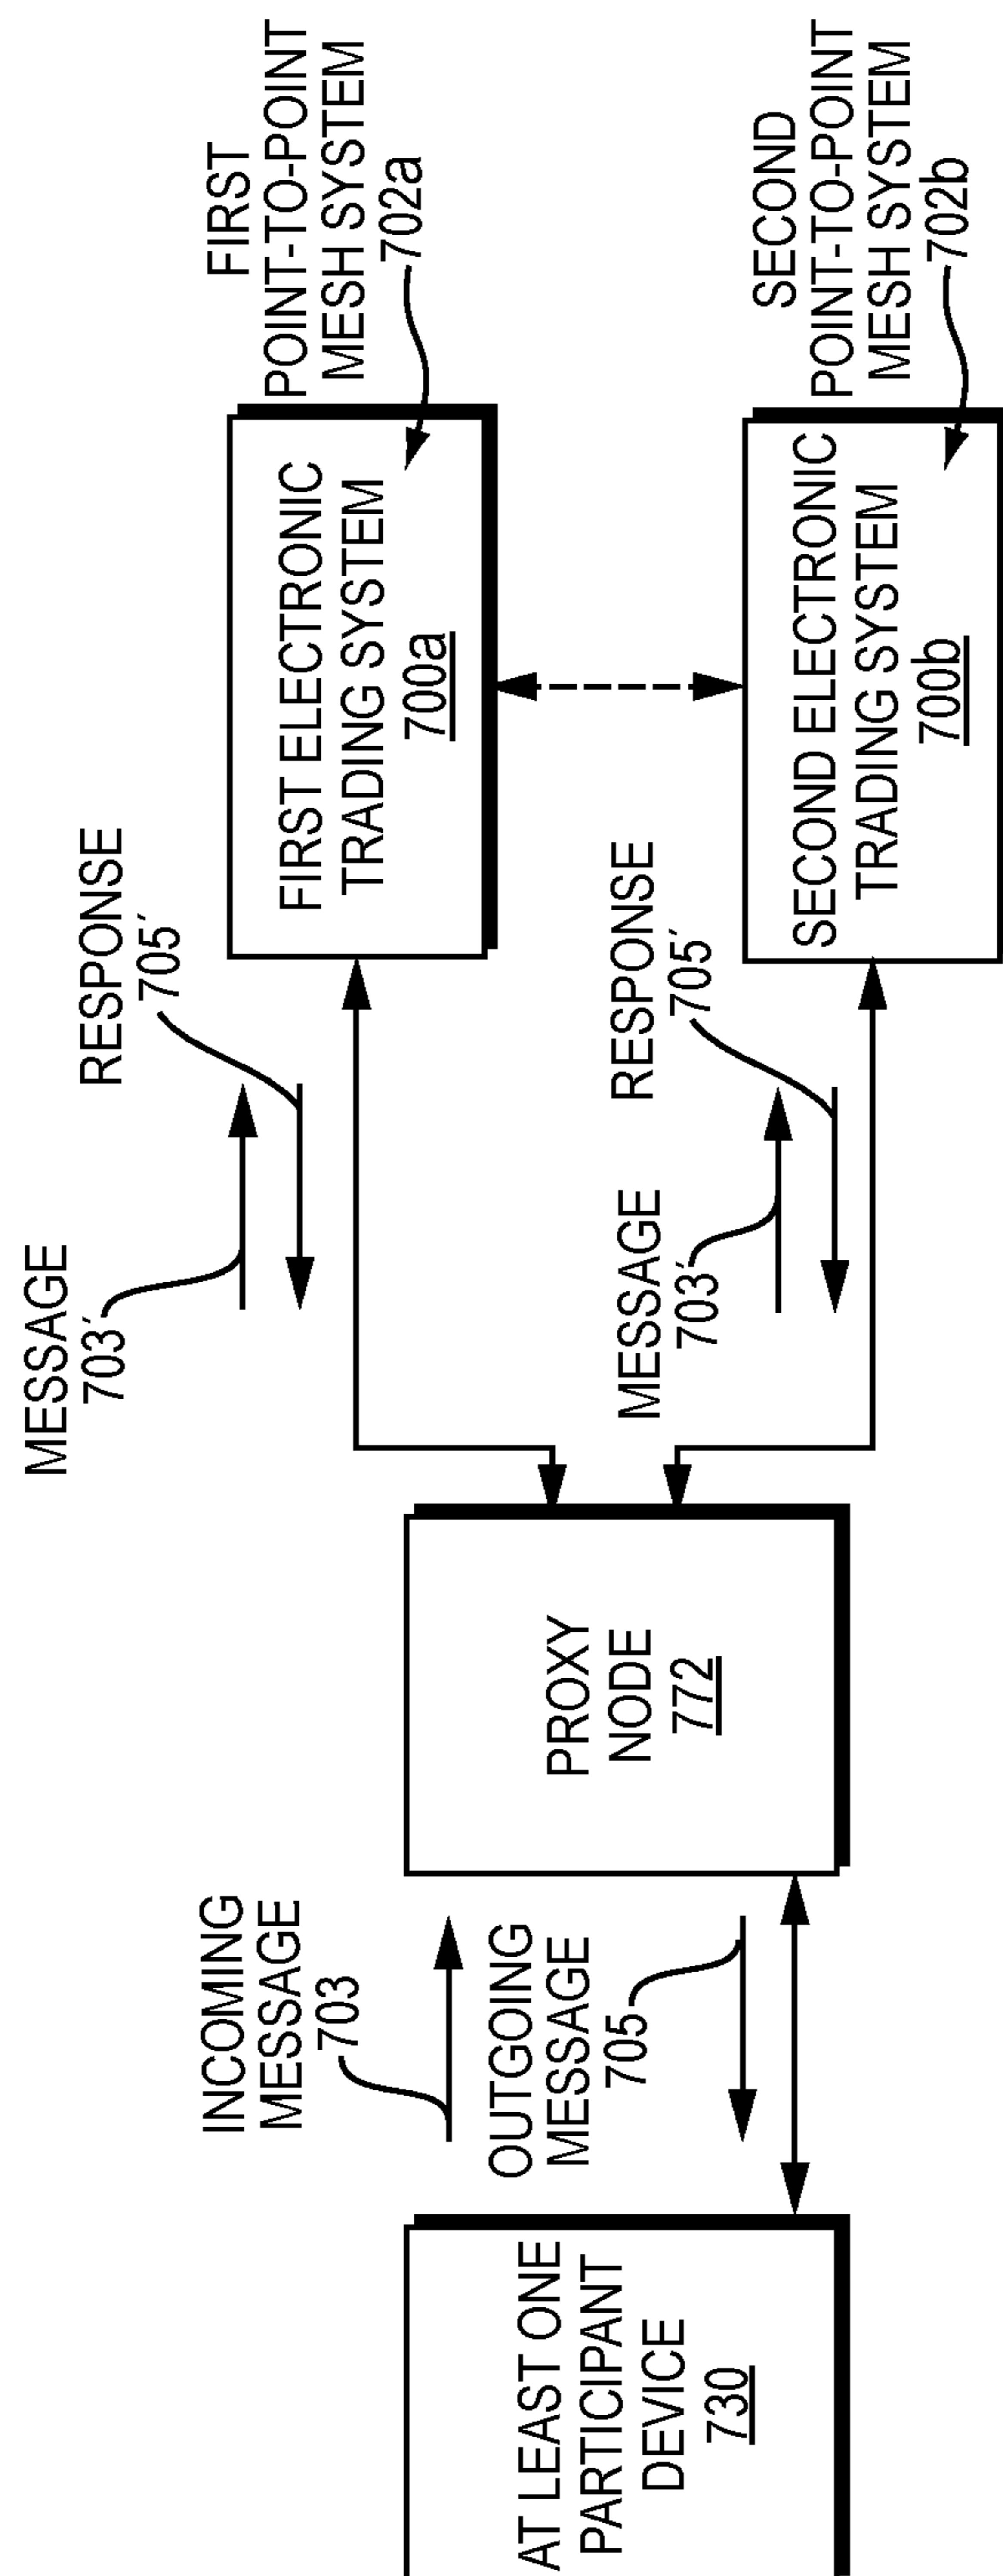 AT LEAST ONE
PARTICIPANT
DEVICE
730
INCOMING
MESSAGE
703
OUTGOING
MESSAGE
705
PROXY
NODE
772
MESSAGE
703′
RESPONSE
705′
MESSAGE
703′
RESPONSE
705′
FIRST ELECTRONIC
TRADING SYSTEM
700a
SECOND ELECTRONIC
TRADING SYSTEM
700b
FIRST
POINT-TO-POINT
MESH SYSTEM
702a
SECOND
POINT-TO-POINT
MESH SYSTEM
702b